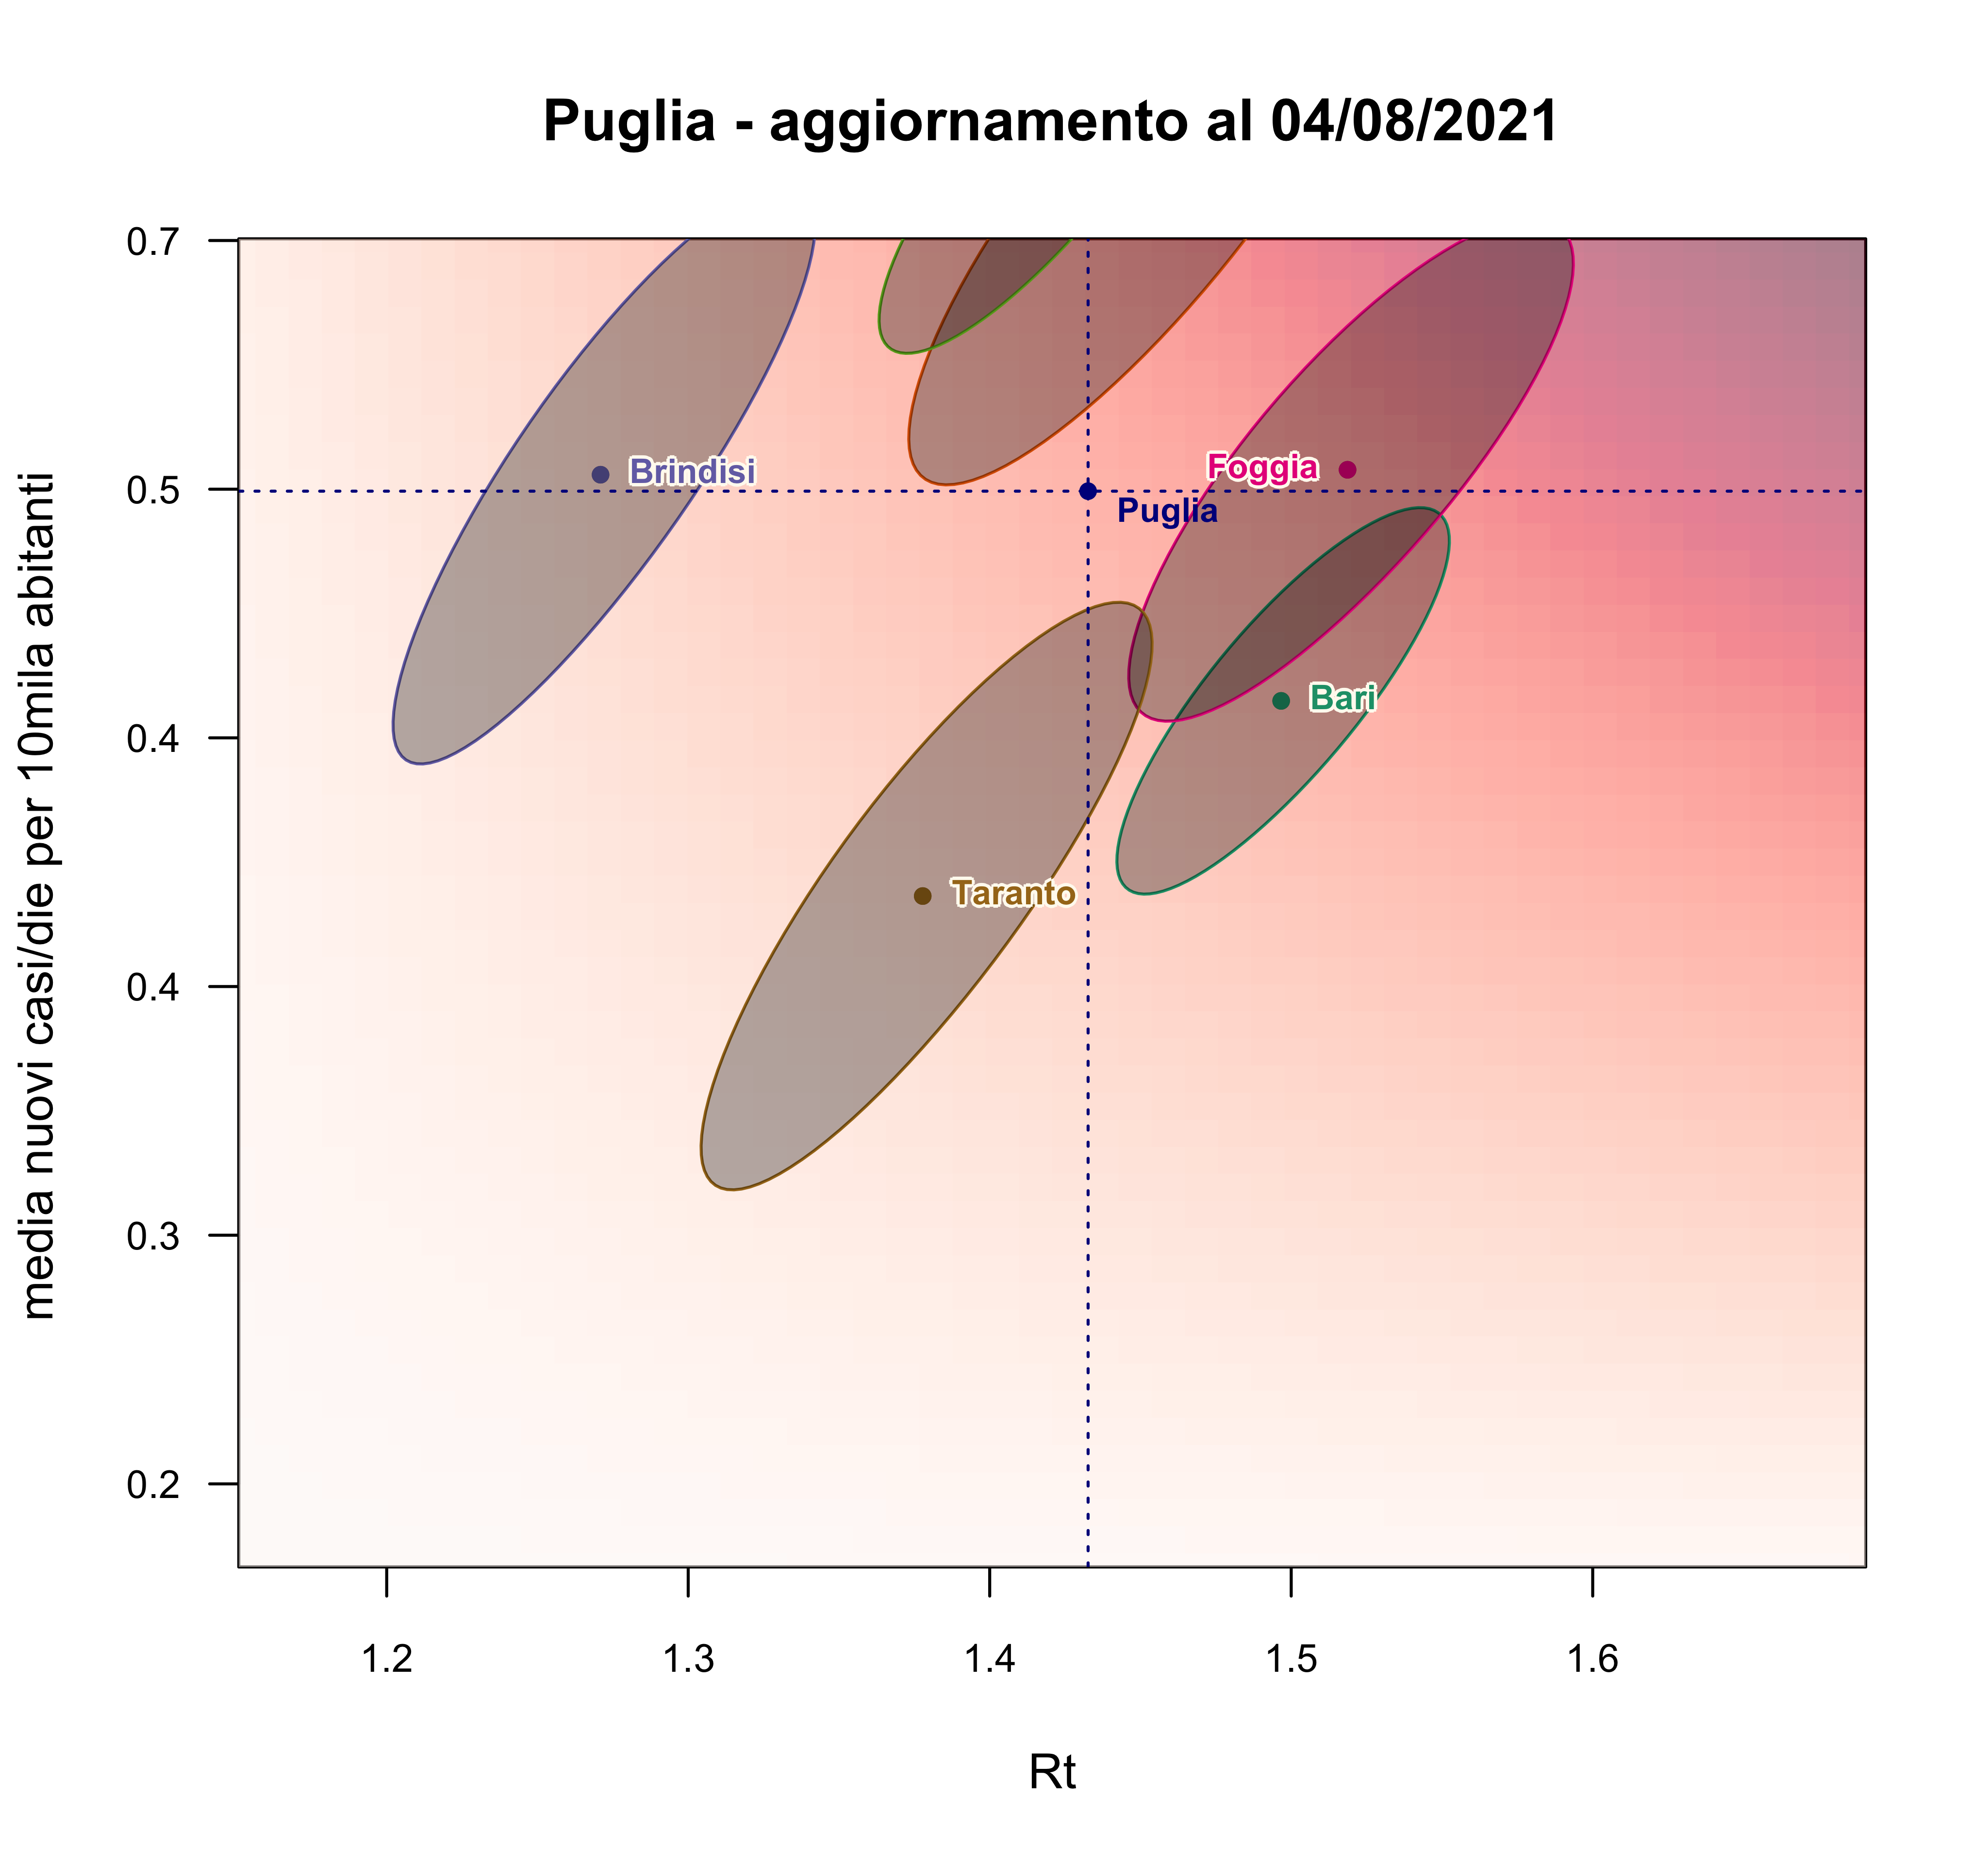 Puglia - aggiornamento al 04/08/2021
media nuovi casi/die per 10mila abitanti
0.7
0.5
0.4
0.4
0.3
0.2
Brindisi
Foggia
Puglia
Bari
Taranto
1.2
1.3
1.4
1.5
1.6
Rt